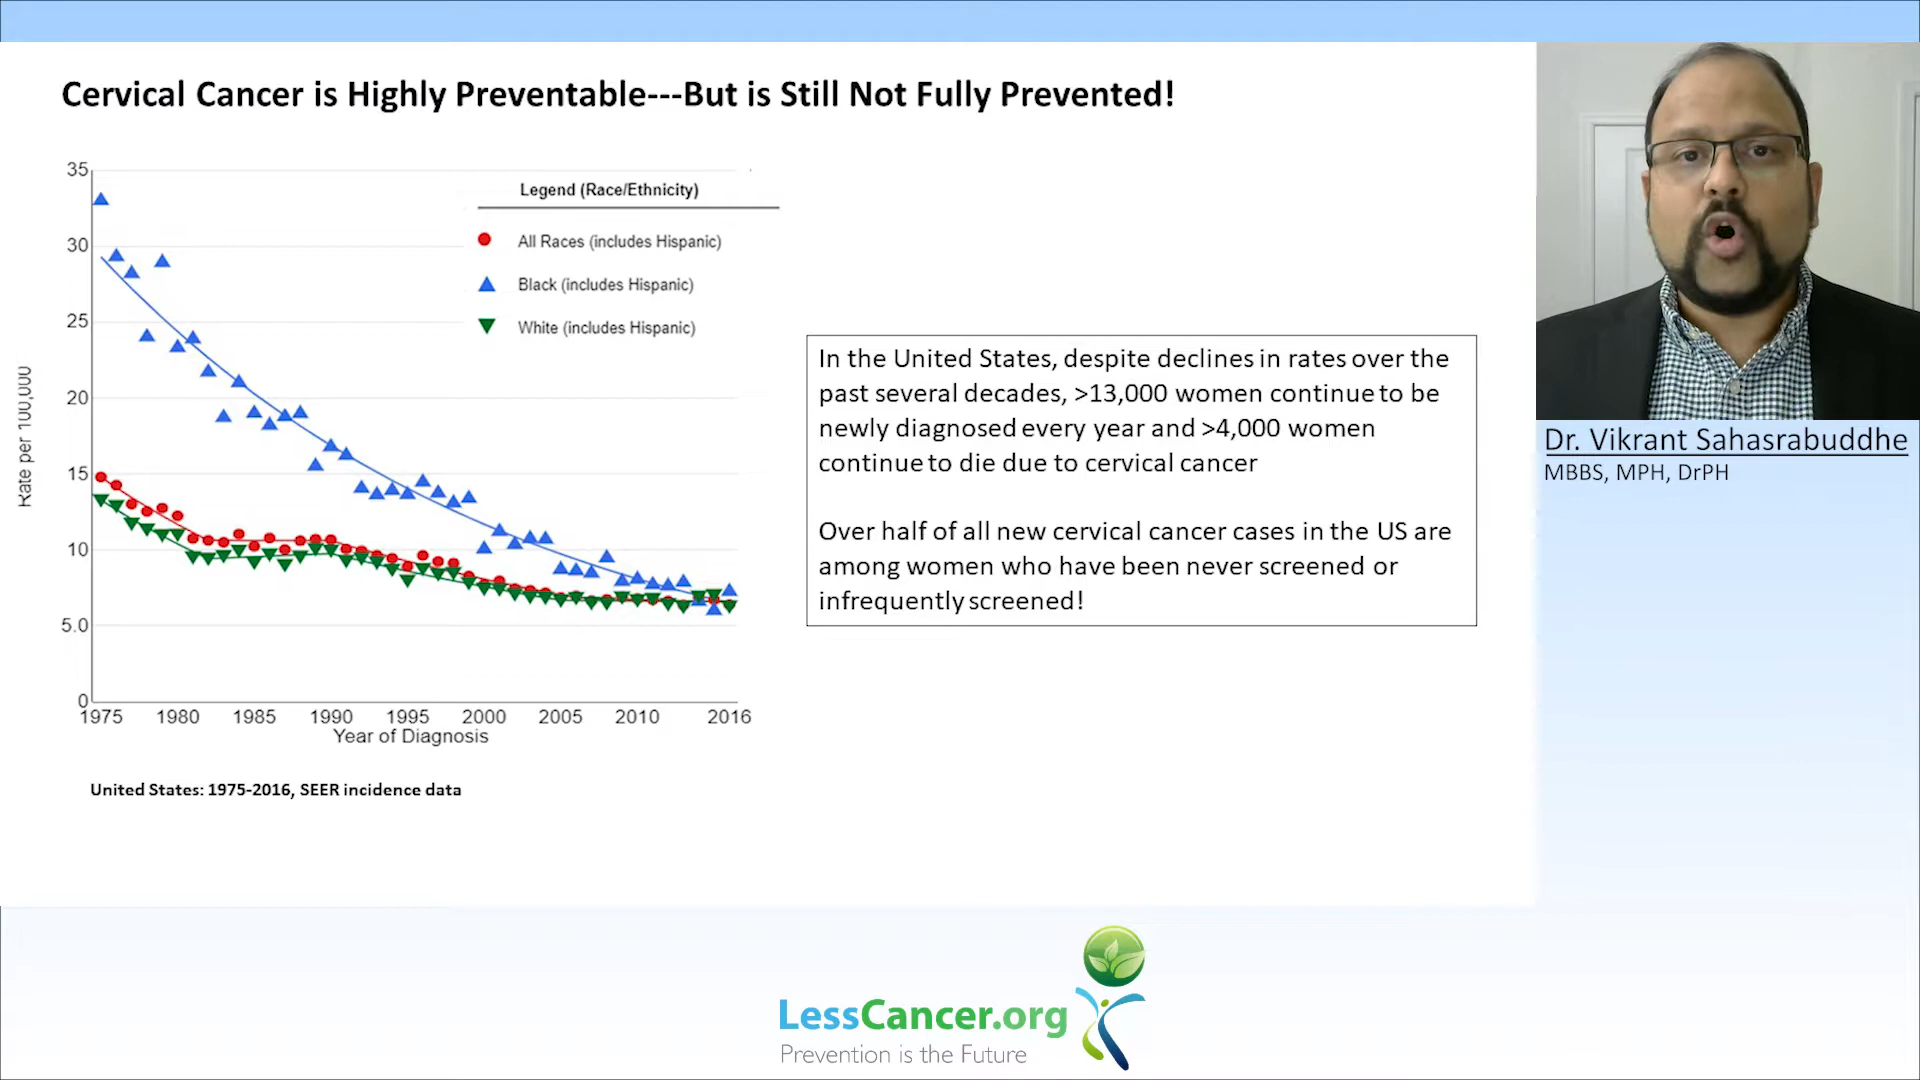 Cervical Cancer is Highly Preventable---But is Still Not Fully Prevented!
35
30
25
20
15
10
5.0
0
Rate per 100,000
Legend (Race/Ethnicity)
All Races (includes Hispanic)
Black (includes Hispanic)
White (includes Hispanic)
1975 1980 1985 1990 1995 2000 2005 2010 2016
Year of Diagnosis
United States: 1975-2016, SEER incidence data
In the United States, despite declines in rates over the
past several decades, >13,000 women continue to be
newly diagnosed every year and >4,000 women
continue to die due to cervical cancer
Over half of all new cervical cancer cases in the US are
among women who have been never screened or
infrequently screened!
Dr. Vikrant Sahasrabuddhe
MBBS, MPH, DrPH
LessCancer.org
Prevention is the Future